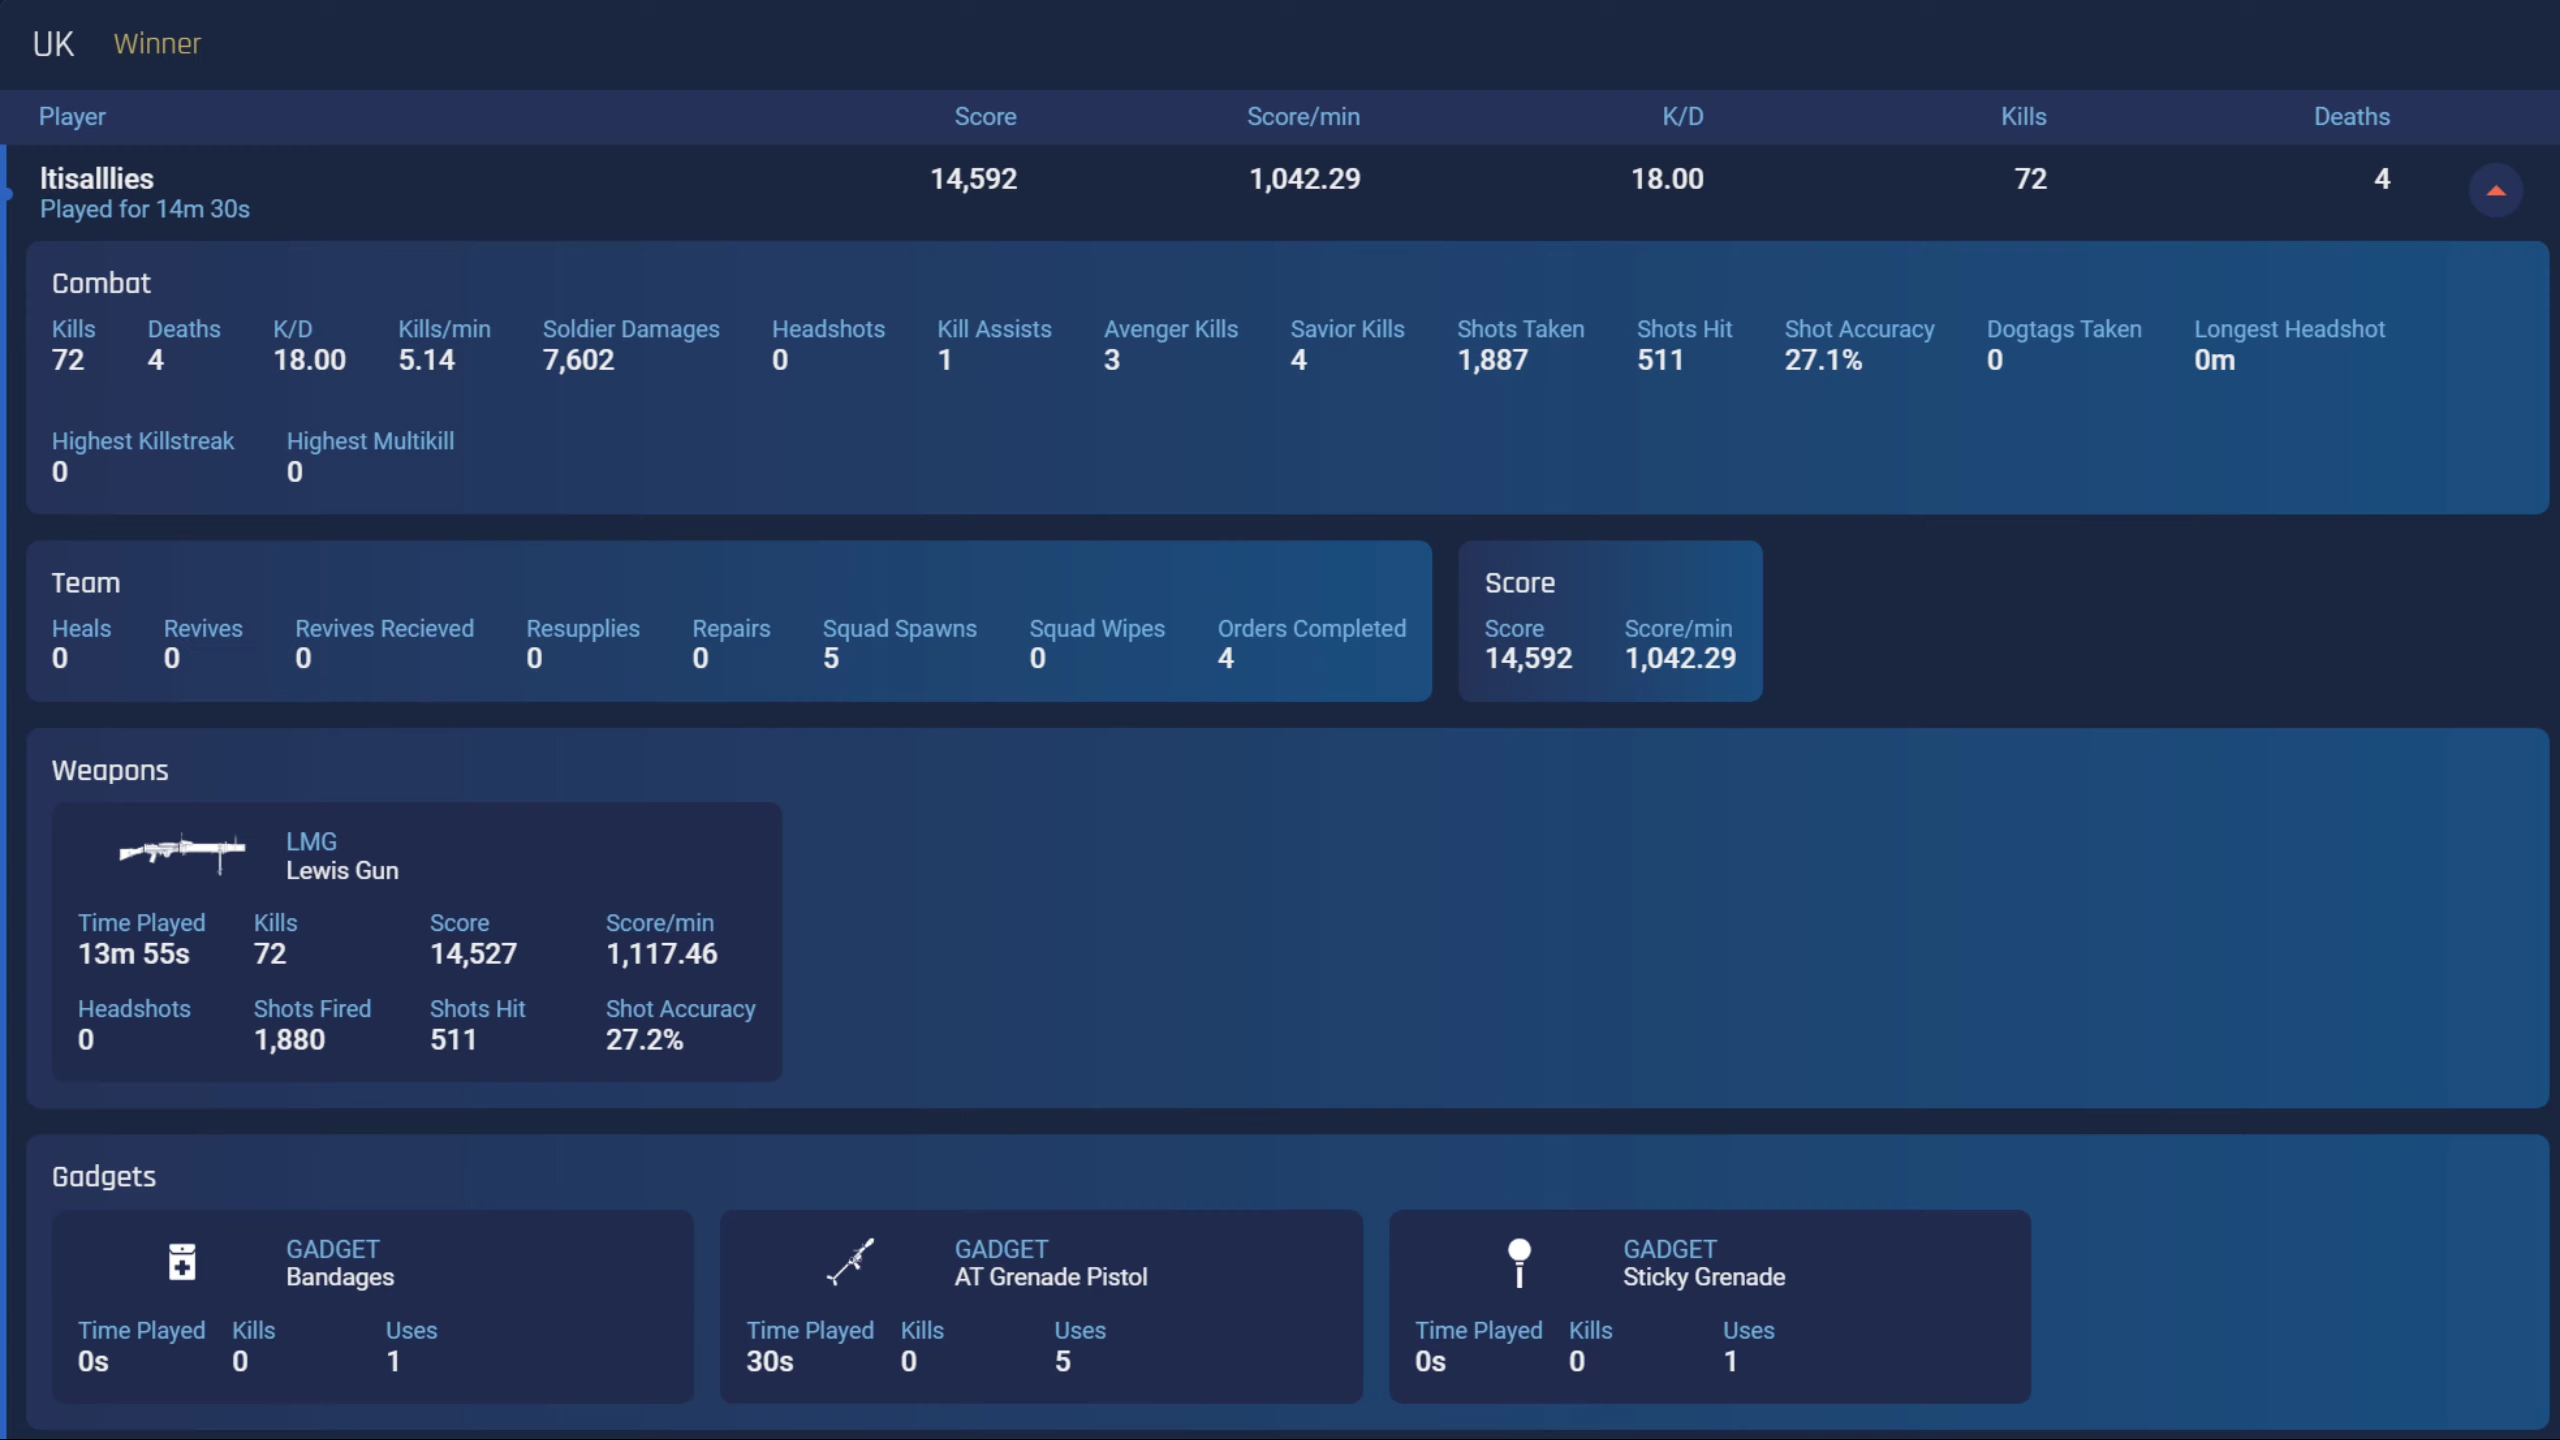 UK Winner
Player Score Score/min K/D Kills Deaths
ltisalllies 14,592 1,042.29 18.00 72 4
Played for 14m 30s
Combat
Kills Deaths K/D Kills/min Soldier Damages Headshots Kill Assists Avenger Kills Savior Kills Shots Taken Shots Hit Shot Accuracy Dogtags Taken Longest Headshot
72 4 18.00 5.14 7,602 0 1 3 4 1,887 511 27.1% 0 0m
Highest Killstreak Highest Multikill
0 0
Team
Heals Revives Revives Recieved Resupplies Repairs Squad Spawns Squad Wipes Orders Completed
0 0 0 0 0 5 0 4
Score
Score Score/min
14,592 1,042.29
Weapons
LMG
Lewis Gun
Time Played Kills Score Score/min
13m 55s 72 14,527 1,117.46
Headshots Shots Fired Shots Hit Shot Accuracy
0 1,880 511 27.2%
Gadgets
GADGET
Bandages
Time Played Kills Uses
0s 0 1
GADGET
AT Grenade Pistol
Time Played Kills Uses
30s 0 5
GADGET
Sticky Grenade
Time Played Kills Uses
0s 0 1